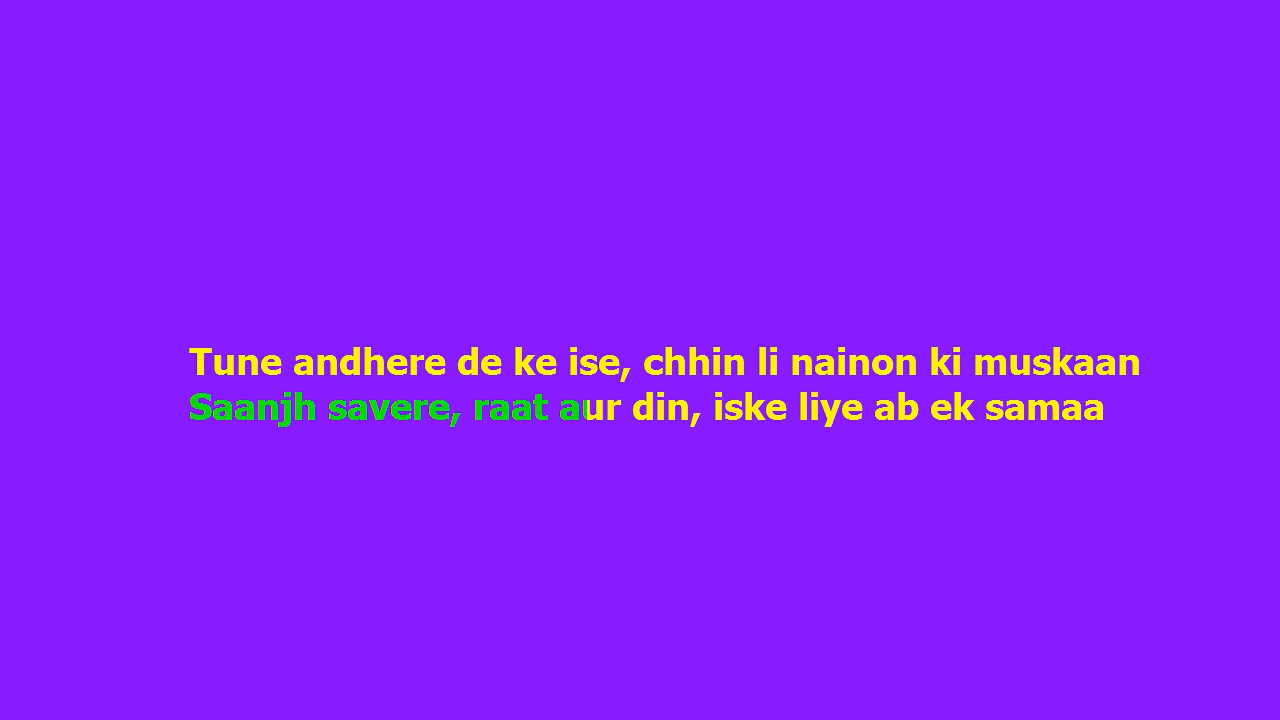 Tune andhere de ke ise, chhin li nainon ki muskaan
Saanjh savere, raat aur din, iske liye ab ek samaa